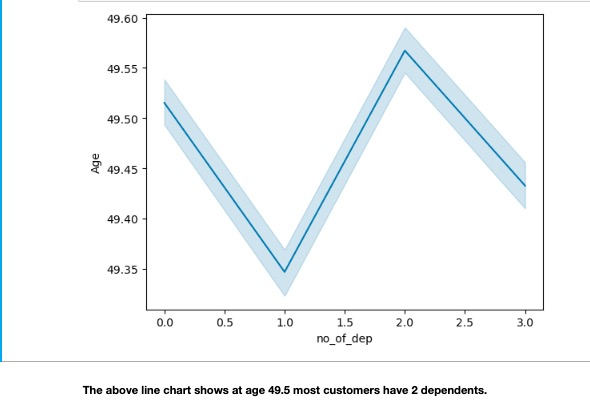 49.60
49.55
49.50
49.45
49.40
49.35
Age
0.0 0.5 1.0 1.5 2.0 2.5 3.0
no_of_dep
The above line chart shows at age 49.5 most customers have 2 dependents.